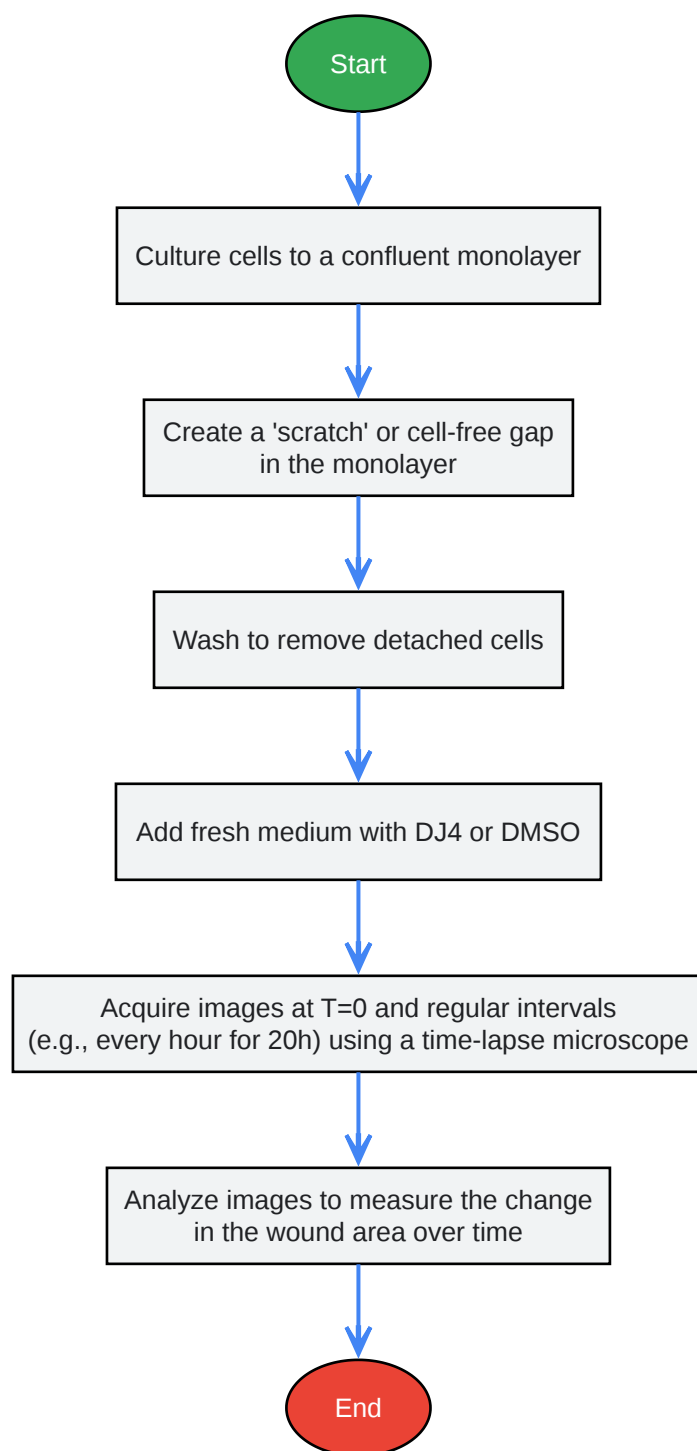 Start
Culture cells to a confluent monolayer
Create a 'scratch' or cell-free gap
in the monolayer
Wash to remove detached cells
Add fresh medium with DJ4 or DMSO
Acquire images at T=0 and regular intervals
(e.g., every hour for 20h) using a time-lapse microscope
Analyze images to measure the change
in the wound area over time
End